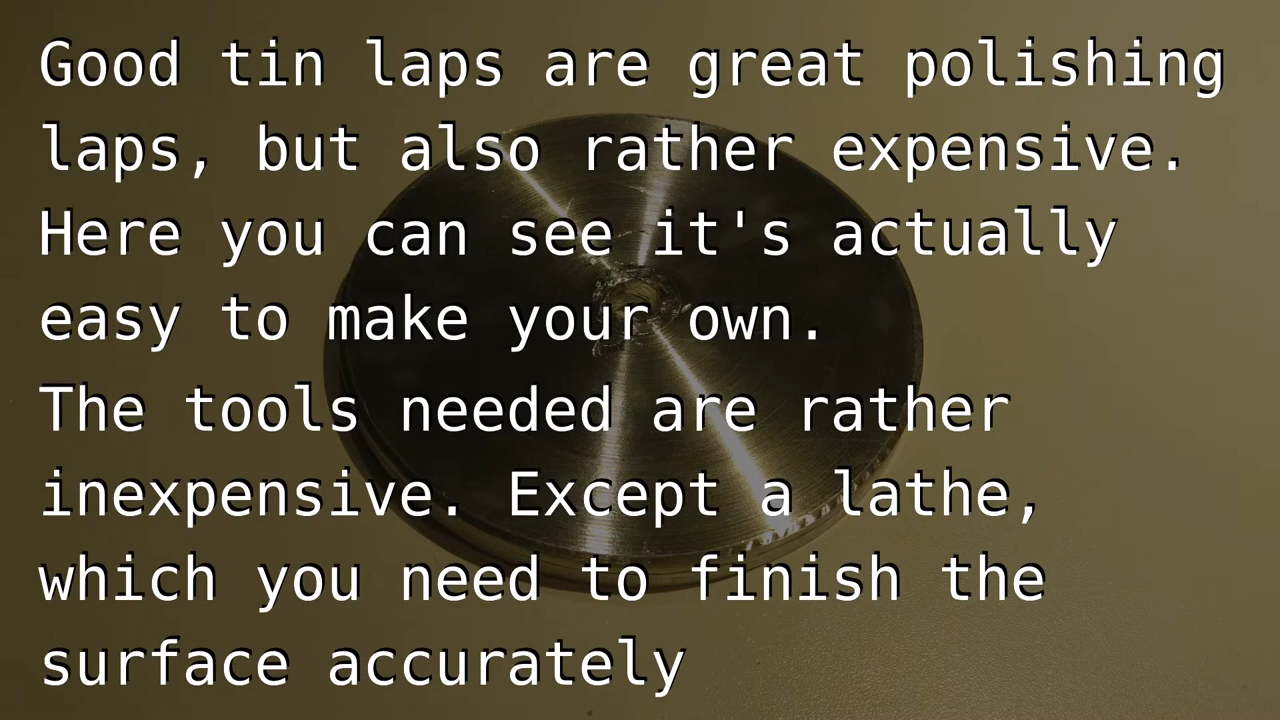 Good tin laps are great polishing
laps, but also rather expensive.
Here you can see it's actually
easy to make your own.
The tools needed are rather
inexpensive. Except a lathe,
which you need to finish the
surface accurately